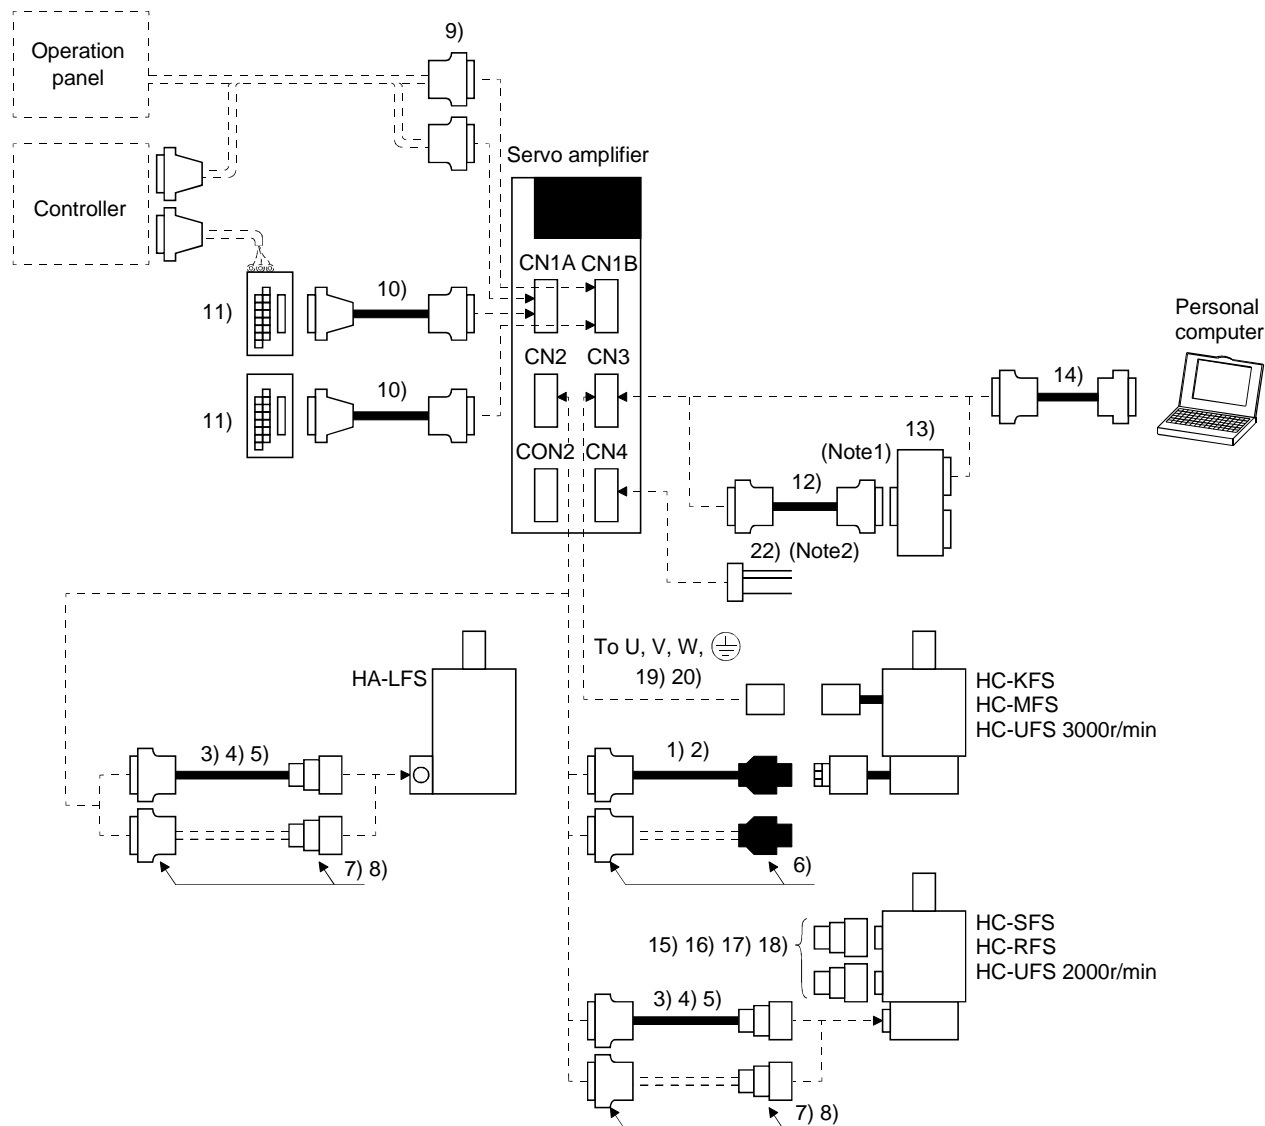 Operation
panel
9)
Controller
Servo amplifier
CN1A CN1B
11)
10)
CN2 CN3
11)
10)
CON2 CN4
Personal
computer
14)
13)
(Note1)
12)
22) (Note2)
To U, V, W,
19) 20)
HA-LFS
HC-KFS
HC-MFS
HC-UFS 3000r/min
3) 4) 5)
1) 2)
7) 8)
6)
15) 16) 17) 18)
HC-SFS
HC-RFS
HC-UFS 2000r/min
3) 4) 5)
7) 8)